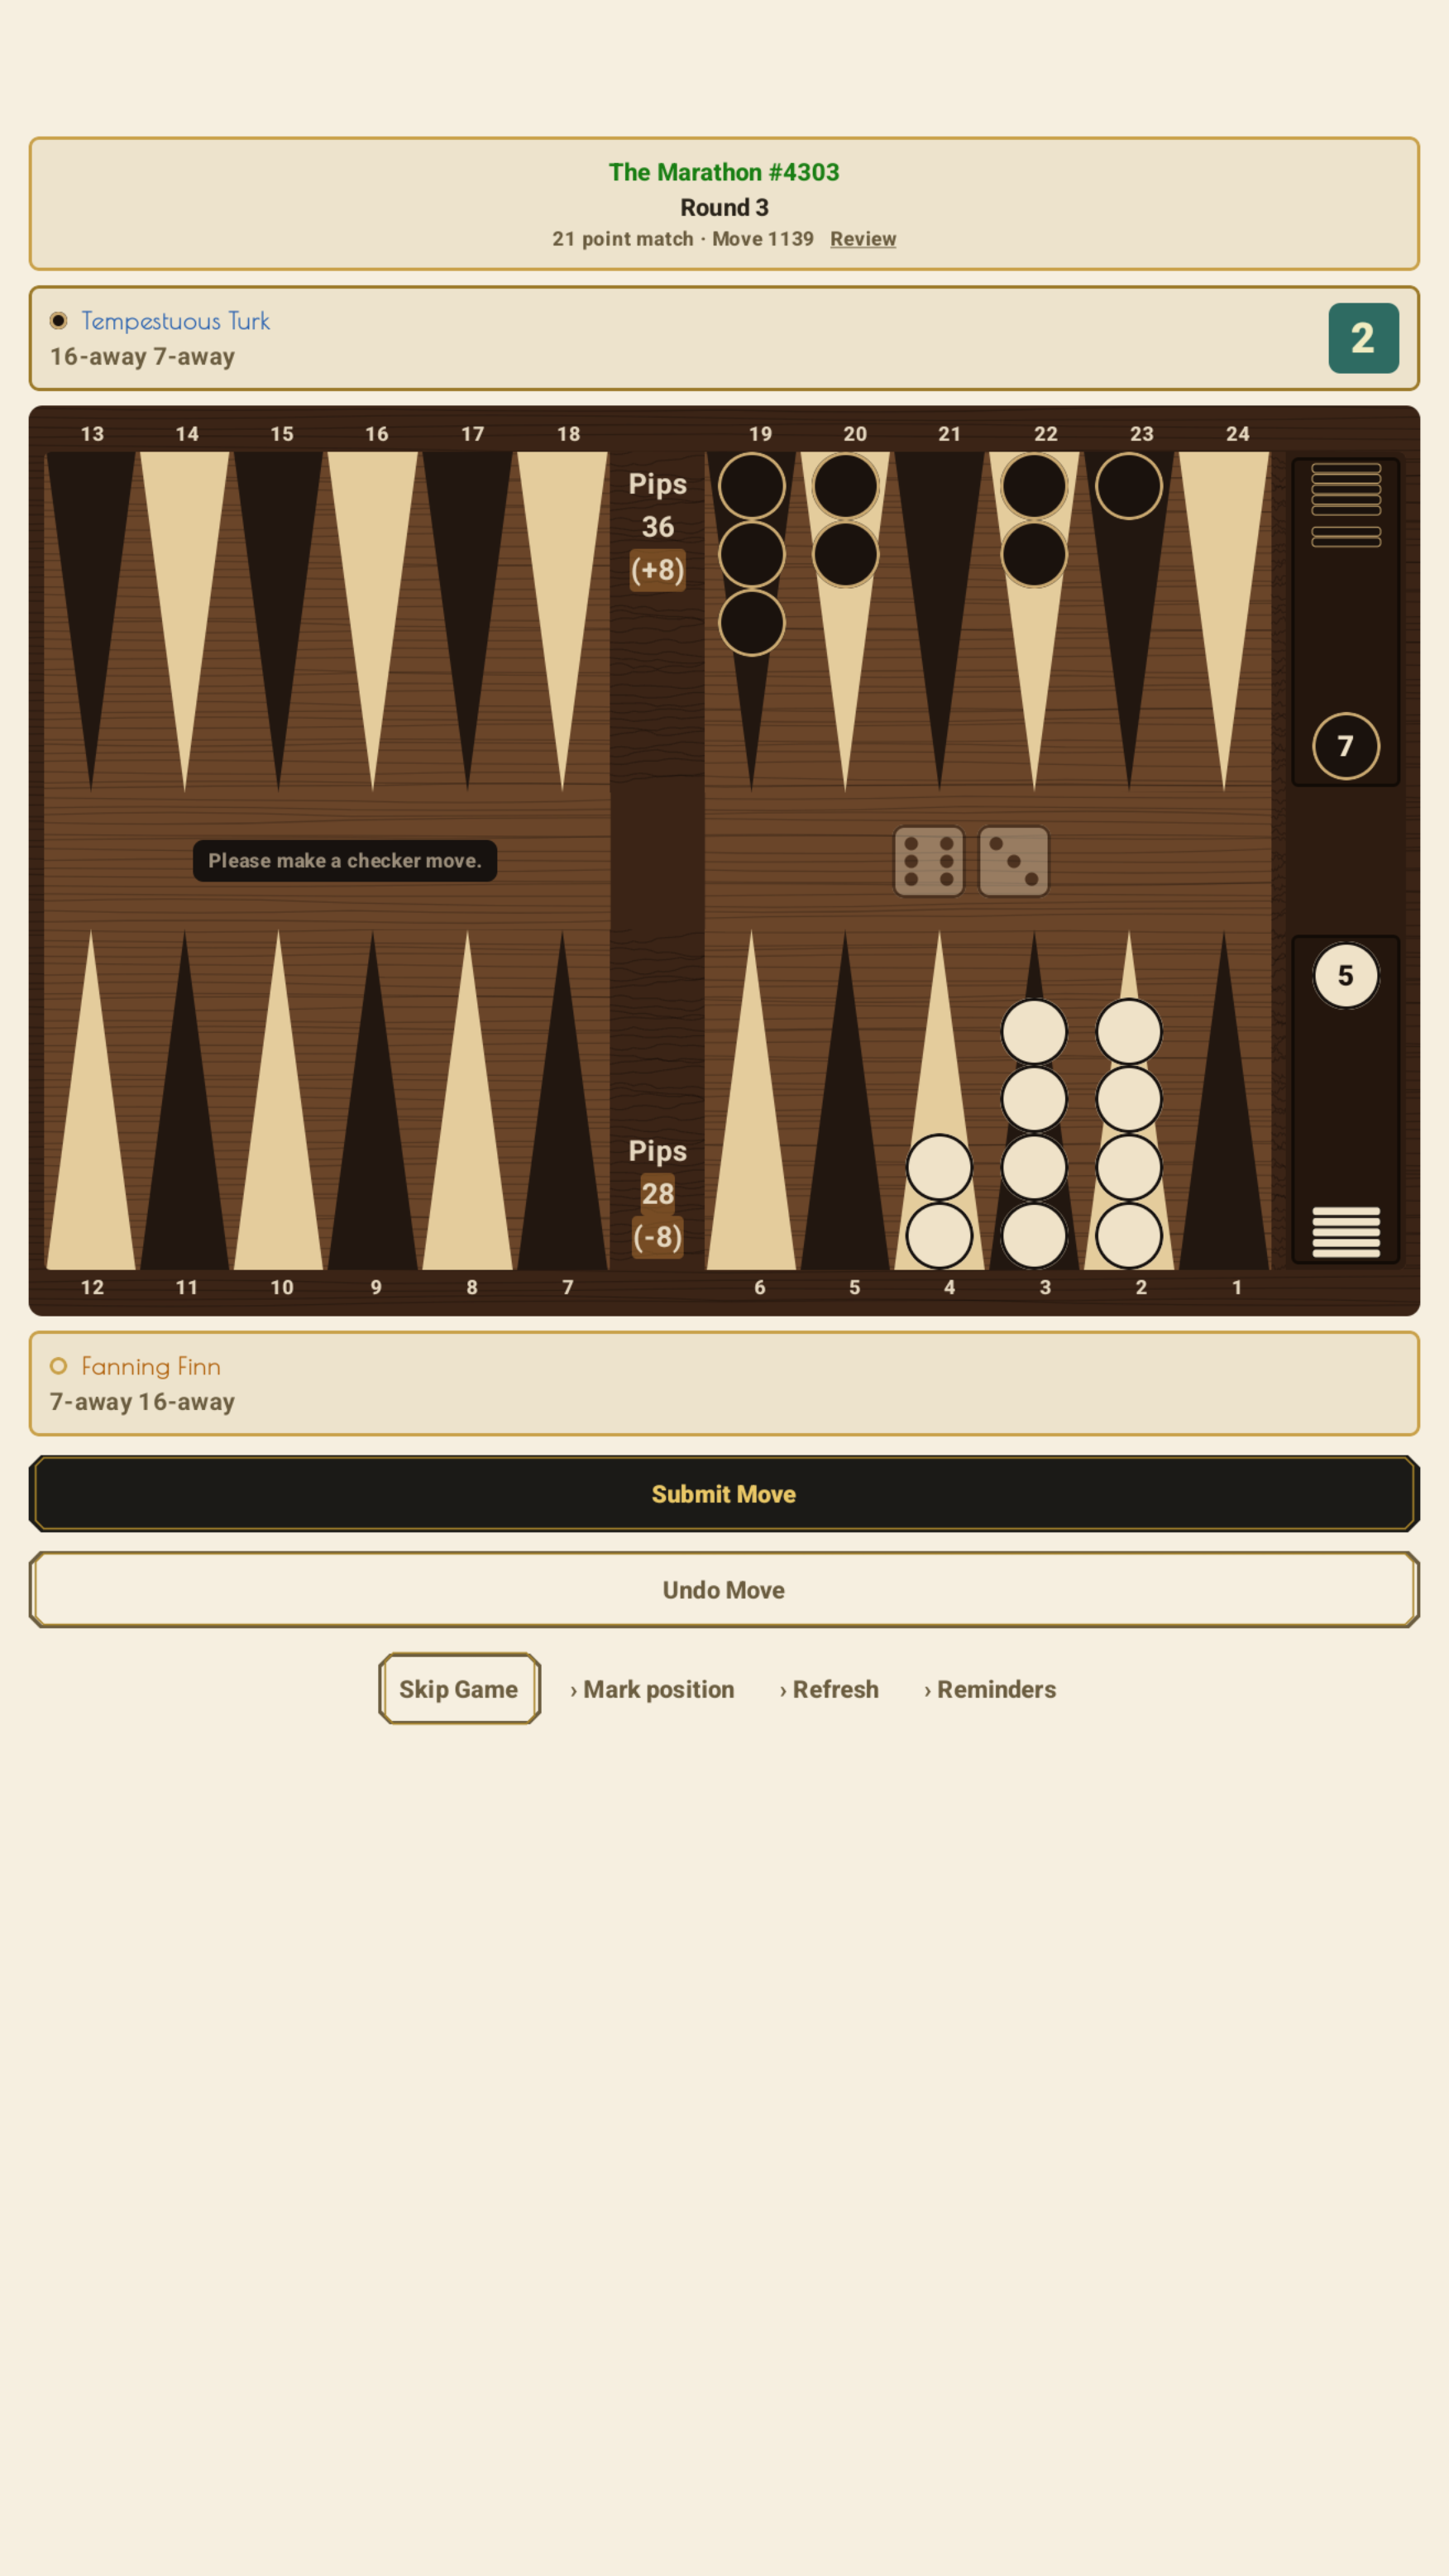 The Marathon #4303
Round 3
21 point match · Move 1139 Review
Tempestuous Turk
16-away 7-away
2
13 14 15 16 17 18 19 20 21 22 23 24
Pips
36
(+8)
7
Please make a checker move.
5
Pips
28
(-8)
12 11 10 9 8 7 6 5 4 3 2 1
Fanning Finn
7-away 16-away
Submit Move
Undo Move
Skip Game › Mark position › Refresh › Reminders